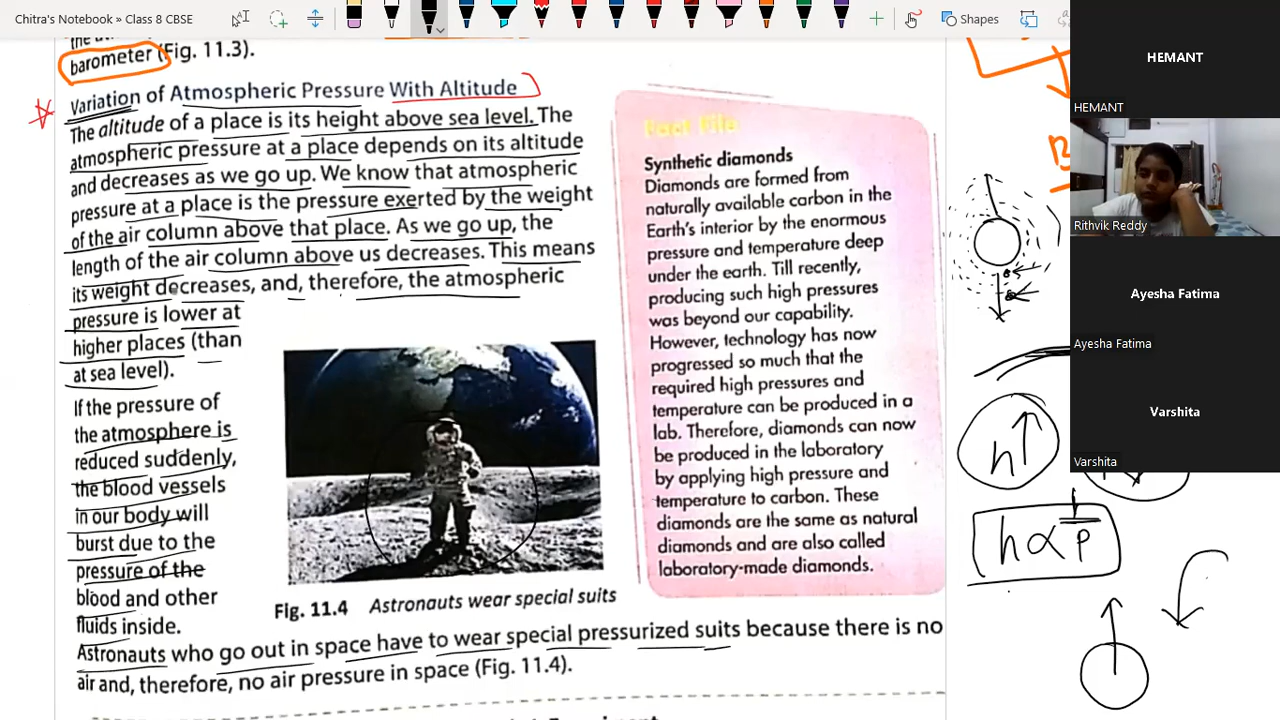 Chitra's Notebook » Class 8 CBSE
Shapes
barometer (Fig. 11.3).
Variation of Atmospheric Pressure With Altitude
The altitude of a place is its height above sea level. The
atmospheric pressure at a place depends on its altitude
and decreases as we go up. We know that atmospheric
pressure at a place is the pressure exerted by the weight
of the air column above that place. As we go up, the
length of the air column above us decreases. This means
its weight decreases, and, therefore, the atmospheric
pressure is lower at
higher places (than
at sea level).
If the pressure of
the atmosphere is
reduced suddenly,
the blood vessels
in our body will
burst due to the
pressure of the
blood and other
fluids inside.
Astronauts who go out in space have to wear special pressurized suits because there is no
air and, therefore, no air pressure in space (Fig. 11.4).
Fig. 11.4 Astronauts wear special suits
Fact File
Synthetic diamonds
Diamonds are formed from
naturally available carbon in the
Earth's interior by the enormous
pressure and temperature deep
under the earth. Till recently,
producing such high pressures
was beyond our capability.
However, technology has now
progressed so much that the
required high pressures and
temperature can be produced in a
lab. Therefore, diamonds can now
be produced in the laboratory
by applying high pressure and
temperature to carbon. These
diamonds are the same as natural
diamonds and are also called
laboratory-made diamonds.
h↑
h∝1/P
HEMANT
HEMANT
Rithvik Reddy
Ayesha Fatima
Ayesha Fatima
Varshita
Varshita